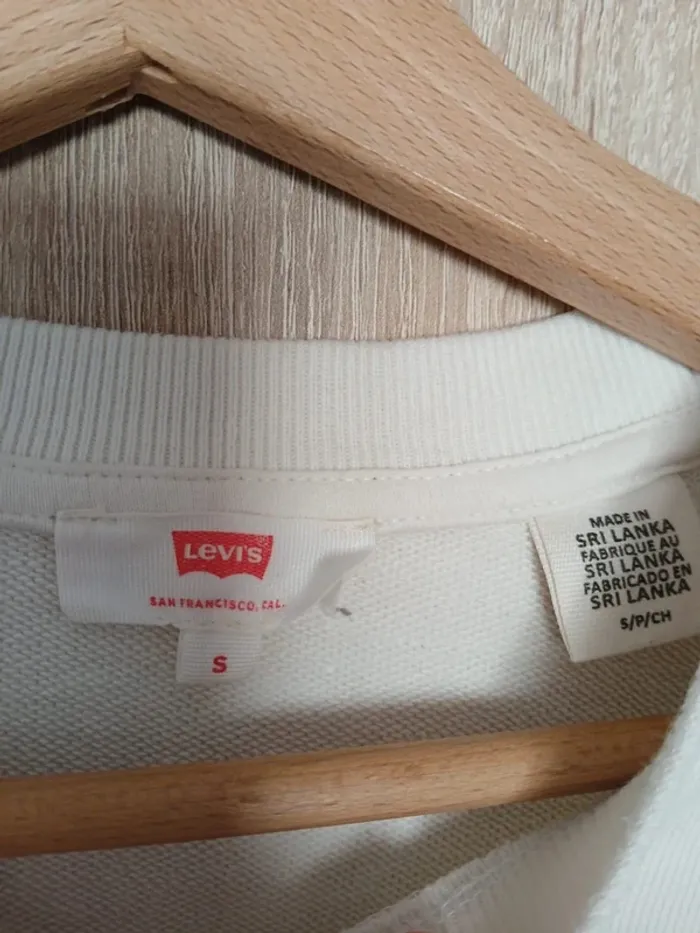 LEVI'S
SAN FRANCISCO, CAL.
S
MADE IN
SRI LANKA
FABRIQUE AU
SRI LANKA
FABRICADO EN
SRI LANKA
S/P/CH